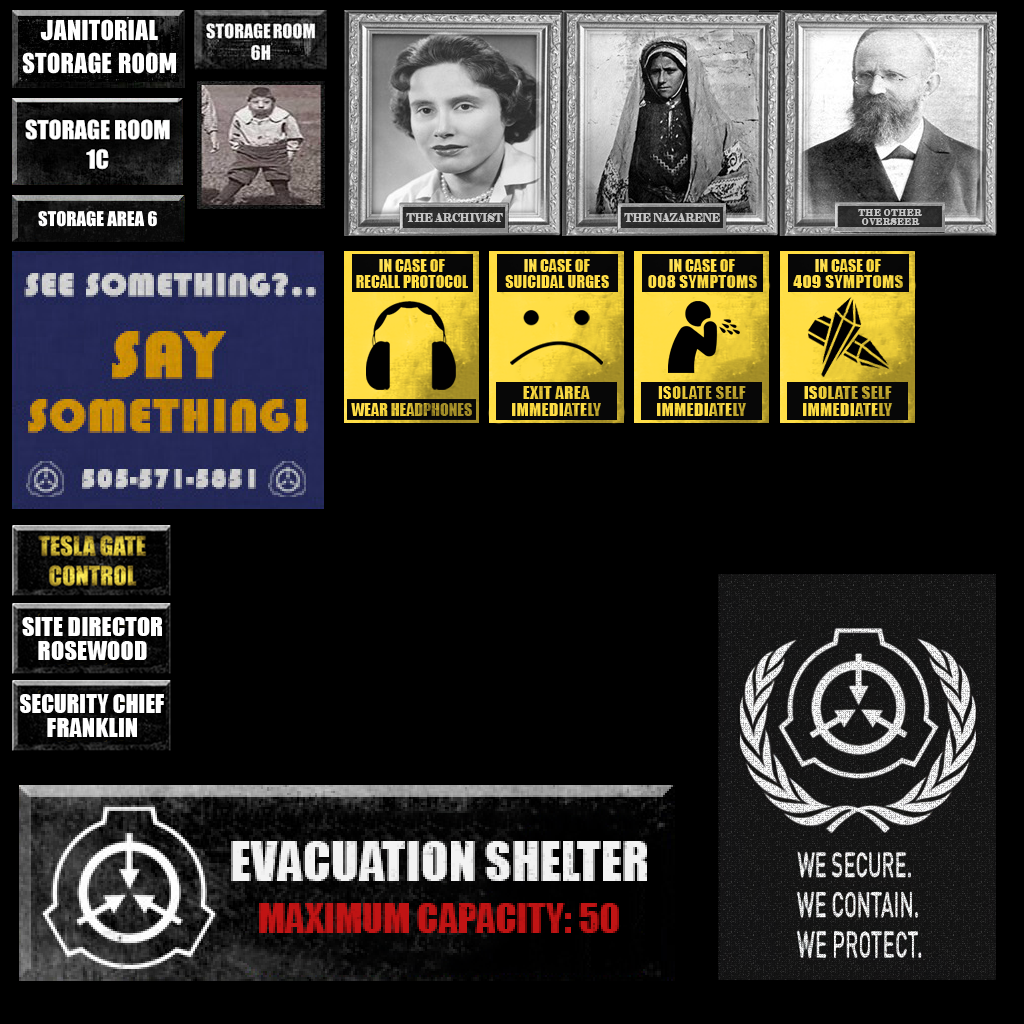 JANITORIAL
STORAGE ROOM
STORAGE ROOM
6H
STORAGE ROOM
1C
STORAGE AREA 6
THE ARCHIVIST
THE NAZARENE
THE OTHER
OVERSEER
SEE SOMETHING?..
SAY
SOMETHING!
505-571-5851
IN CASE OF
RECALL PROTOCOL
WEAR HEADPHONES
IN CASE OF
SUICIDAL URGES
EXIT AREA
IMMEDIATELY
IN CASE OF
008 SYMPTOMS
ISOLATE SELF
IMMEDIATELY
IN CASE OF
409 SYMPTOMS
ISOLATE SELF
IMMEDIATELY
TESLA GATE
CONTROL
SITE DIRECTOR
ROSEWOOD
SECURITY CHIEF
FRANKLIN
EVACUATION SHELTER
MAXIMUM CAPACITY: 50
WE SECURE.
WE CONTAIN.
WE PROTECT.